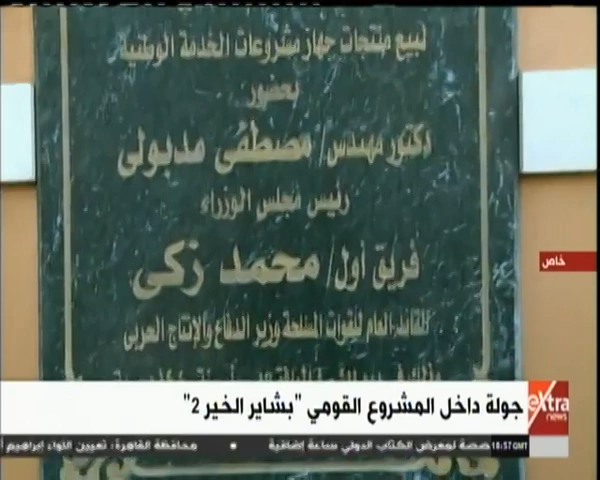 لبيع منتجات جهاز مشروعات الخدمة الوطنية
بحضور
دكتور مهندس/ مصطفى مدبولى
رئيس مجلس الوزراء
فريق أول/ محمد زكى
القائد العام للقوات المسلحة وزير الدفاع والإنتاج الحربى
خاص
جولة داخل المشروع القومي "بشاير الخير 2"
eXtra
news
18:57 GMT
صصة لمعرض الكتاب الدولي ساعة إضافية
محافظة القاهرة: تعيين اللواء إبراهيم أ